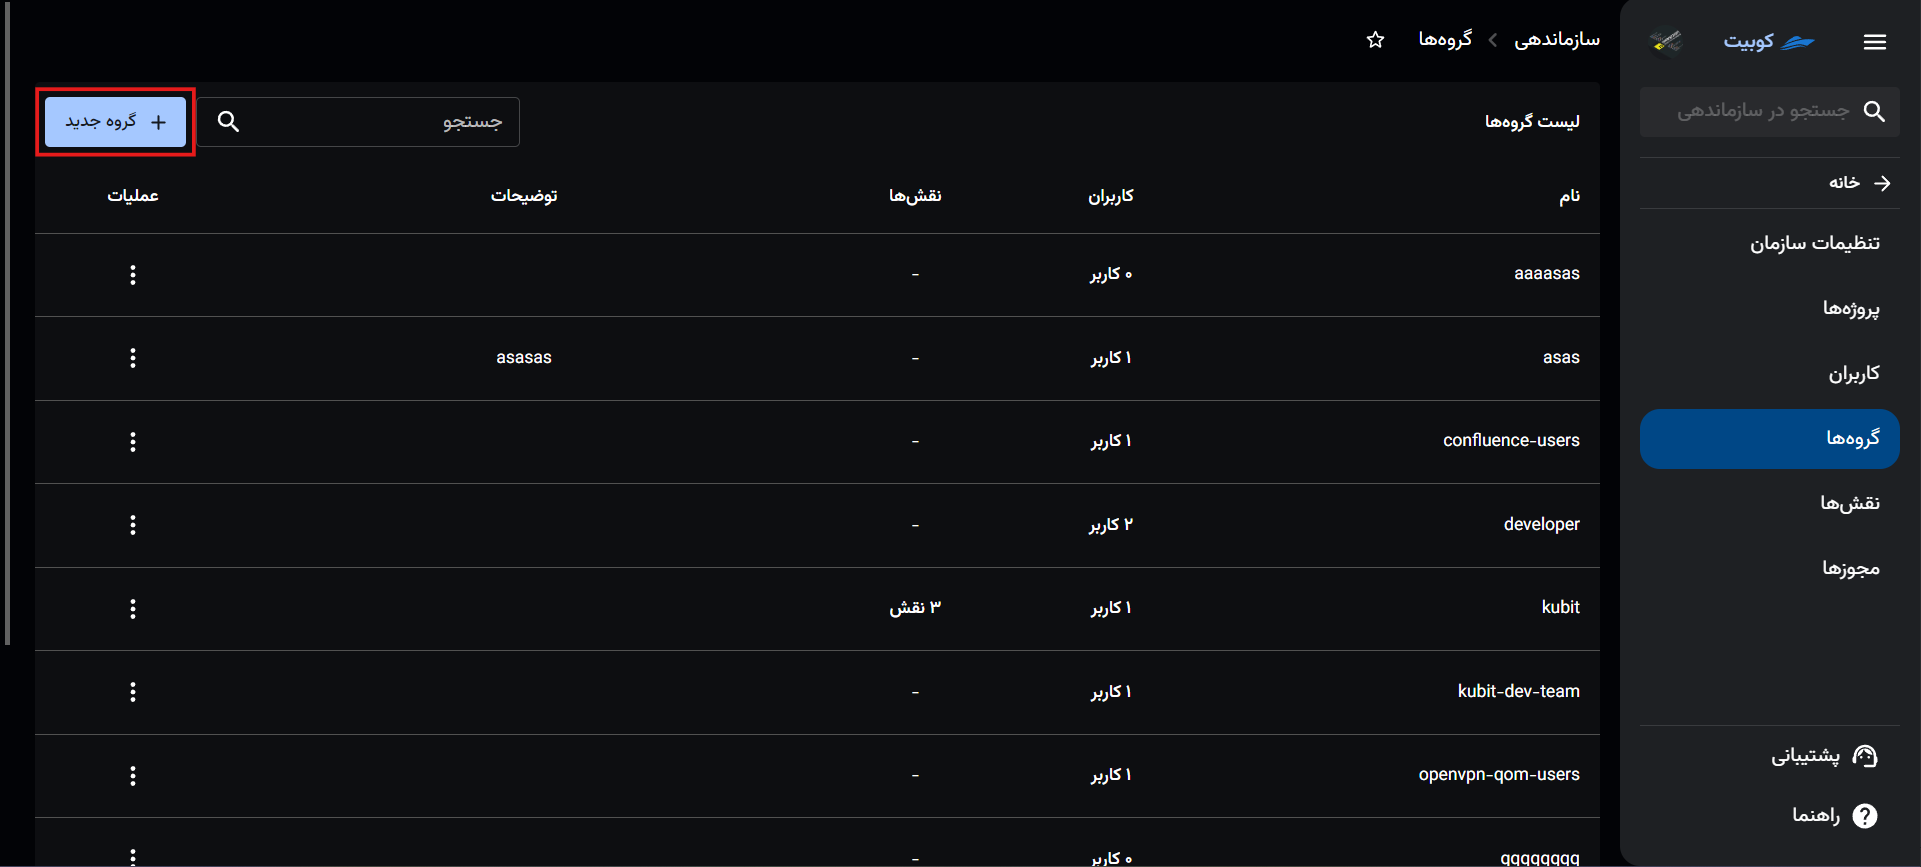 کوبیت
جستجو در سازماندهی
خانه
تنظیمات سازمان
پروژه‌ها
کاربران
گروه‌ها
نقش‌ها
مجوزها
پشتیبانی
راهنما
سازماندهی
گروه‌ها
لیست گروه‌ها
جستجو
گروه جدید
نام کاربران نقش‌ها توضیحات عملیات
aaaasas ۰ کاربر -
asas ۱ کاربر - asasas
confluence-users ۱ کاربر -
developer ۲ کاربر -
kubit ۱ کاربر ۳ نقش
kubit-dev-team ۱ کاربر -
openvpn-qom-users ۱ کاربر -
qqqqqqqq ۰ کاربر -